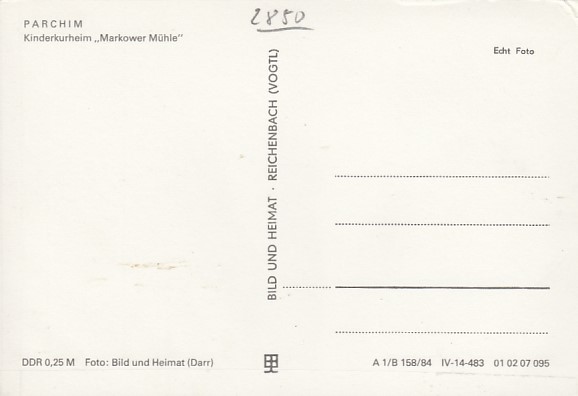 2850
PARCHIM
Kinderkurheim „Markower Mühle"
Echt Foto
BILD UND HEIMAT · REICHENBACH (VOGTL)
DDR 0,25 M Foto: Bild und Heimat (Darr)
A 1/B 158/84 IV-14-483 01 02 07 095